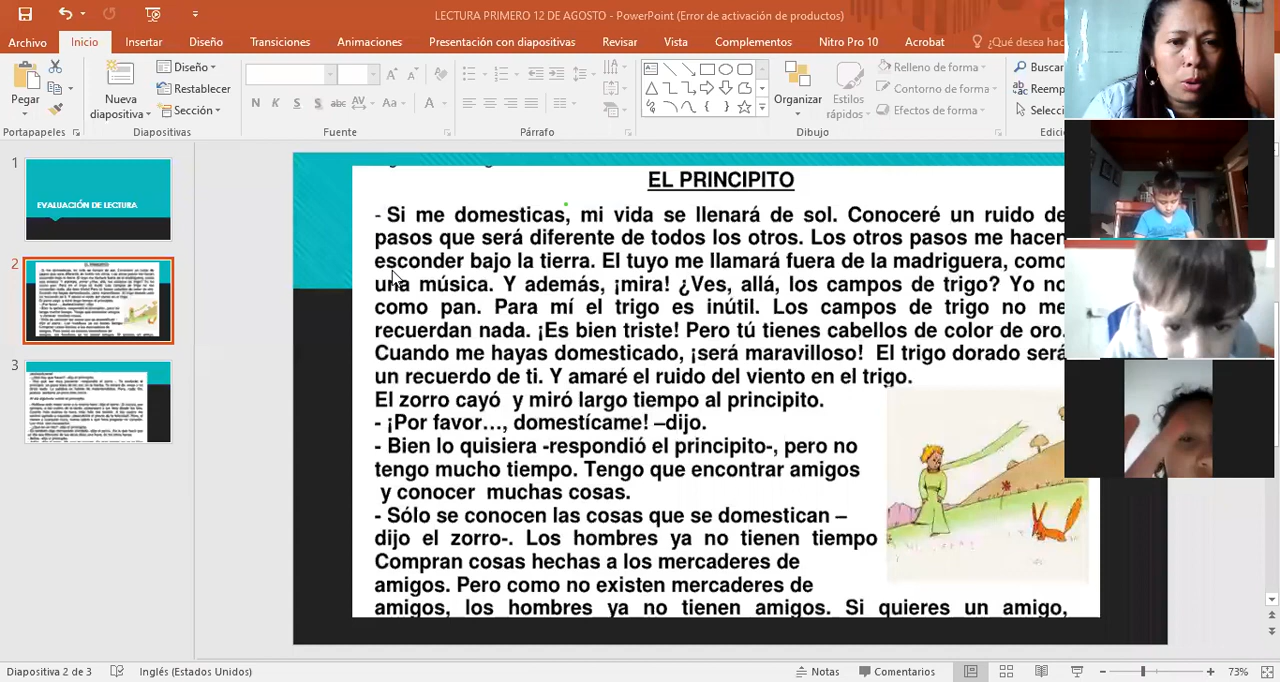 LECTURA PRIMERO 12 DE AGOSTO - PowerPoint (Error de activación de productos)
Archivo Inicio Insertar Diseño Transiciones Animaciones Presentación con diapositivas Revisar Vista Complementos Nitro Pro 10 Acrobat ¿Qué desea hac
Pegar
Nueva diapositiva
Diseño
Restablecer
Sección
N K S S abc AV Aa A
Organizar
Estilos rápidos
Relleno de forma
Contorno de forma
Efectos de forma
Buscar
Reemp
Selecci
Portapapeles Diapositivas Fuente Párrafo Dibujo Edici
1
EVALUACIÓN DE LECTURA
2
3
EL PRINCIPITO
- Si me domesticas, mi vida se llenará de sol. Conoceré un ruido de
pasos que será diferente de todos los otros. Los otros pasos me hacen
esconder bajo la tierra. El tuyo me llamará fuera de la madriguera, como
una música. Y además, ¡mira! ¿Ves, allá, los campos de trigo? Yo no
como pan. Para mí el trigo es inútil. Los campos de trigo no me
recuerdan nada. ¡Es bien triste! Pero tú tienes cabellos de color de oro.
Cuando me hayas domesticado, ¡será maravilloso! El trigo dorado será
un recuerdo de ti. Y amaré el ruido del viento en el trigo.
El zorro cayó y miró largo tiempo al principito.
- ¡Por favor…, domestícame! –dijo.
- Bien lo quisiera -respondió el principito-, pero no
tengo mucho tiempo. Tengo que encontrar amigos
y conocer muchas cosas.
- Sólo se conocen las cosas que se domestican –
dijo el zorro-. Los hombres ya no tienen tiempo
Compran cosas hechas a los mercaderes de
amigos. Pero como no existen mercaderes de
amigos, los hombres ya no tienen amigos. Si quieres un amigo,
Diapositiva 2 de 3 Inglés (Estados Unidos) Notas Comentarios 73%